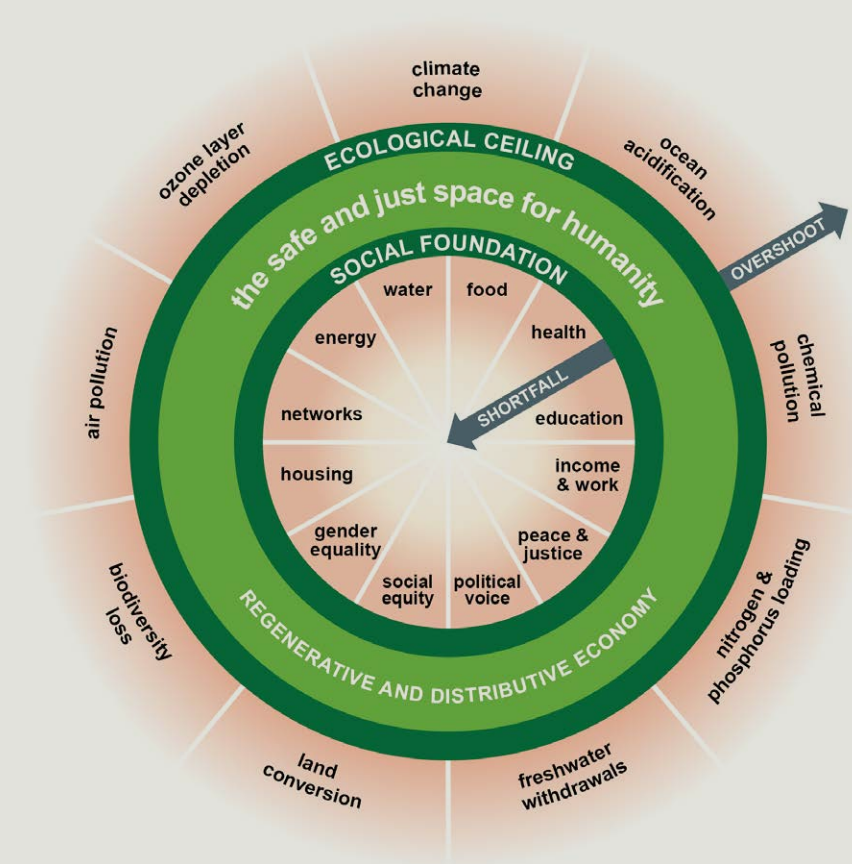 climate
change
ocean
acidification
chemical
pollution
nitrogen &
phosphorus loading
freshwater
withdrawals
land
conversion
biodiversity
loss
air pollution
ozone layer
depletion
OVERSHOOT
ECOLOGICAL CEILING
the safe and just space for humanity
SOCIAL FOUNDATION
water
food
health
SHORTFALL
education
income
& work
peace &
justice
political
voice
social
equity
gender
equality
housing
networks
energy
REGENERATIVE AND DISTRIBUTIVE ECONOMY